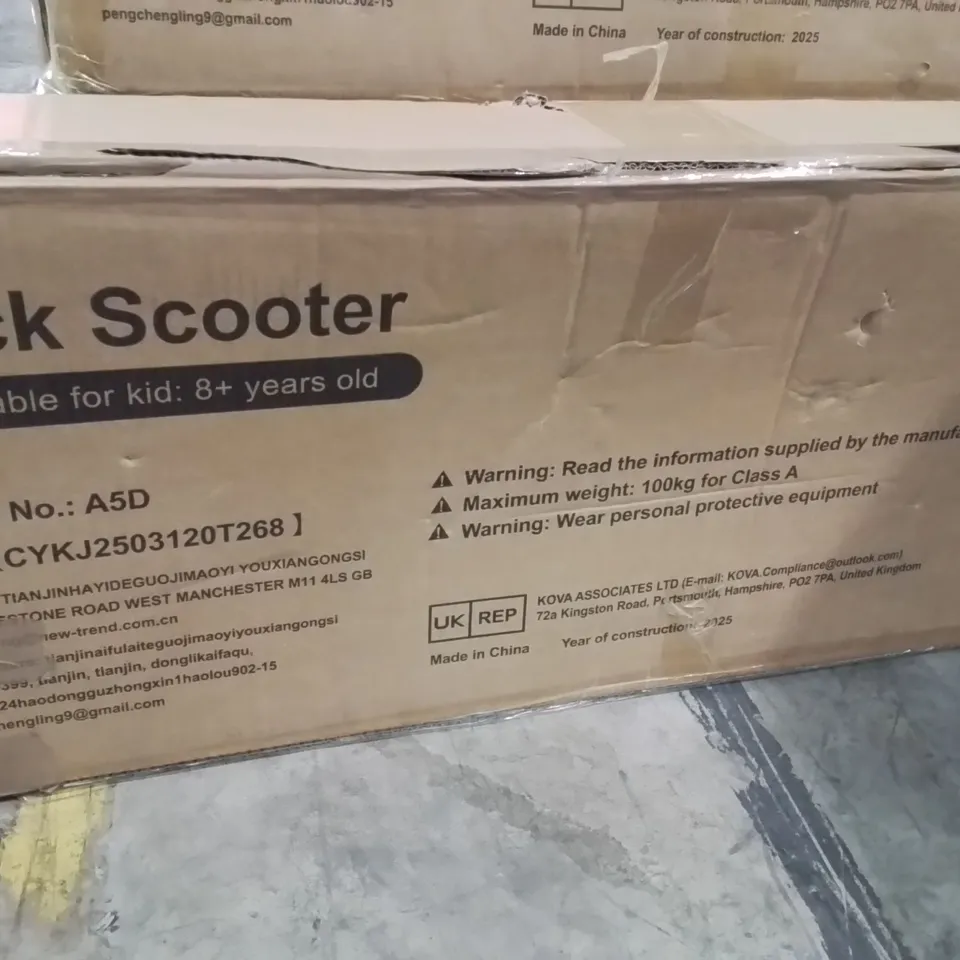 pengchengling9@gmail.com
Made in China
Year of construction: 2025
ck Scooter
able for kid: 8+ years old
No.: A5D
CYKJ2503120T268】
TIANJINHAYIDEGUOJIMAOYI YOUXIANGONGSI
STONE ROAD WEST MANCHESTER M11 4LS GB
new-trend.com.cn
tianjinaifulaiteguojimaoyiyouxiangongsi
399, tianjin, tianjin, donglikaifaqu,
24haodongguzhongxin1haolou902-15
hengling9@gmail.com
Warning: Read the information supplied by the manufa
Maximum weight: 100kg for Class A
Warning: Wear personal protective equipment
UK REP
KOVA ASSOCIATES LTD (E-mail: KOVA.Compliance@outlook.com)
72a Kingston Road, Portsmouth, Hampshire, PO2 7PA, United Kingdom
Made in China
Year of construction: 2025